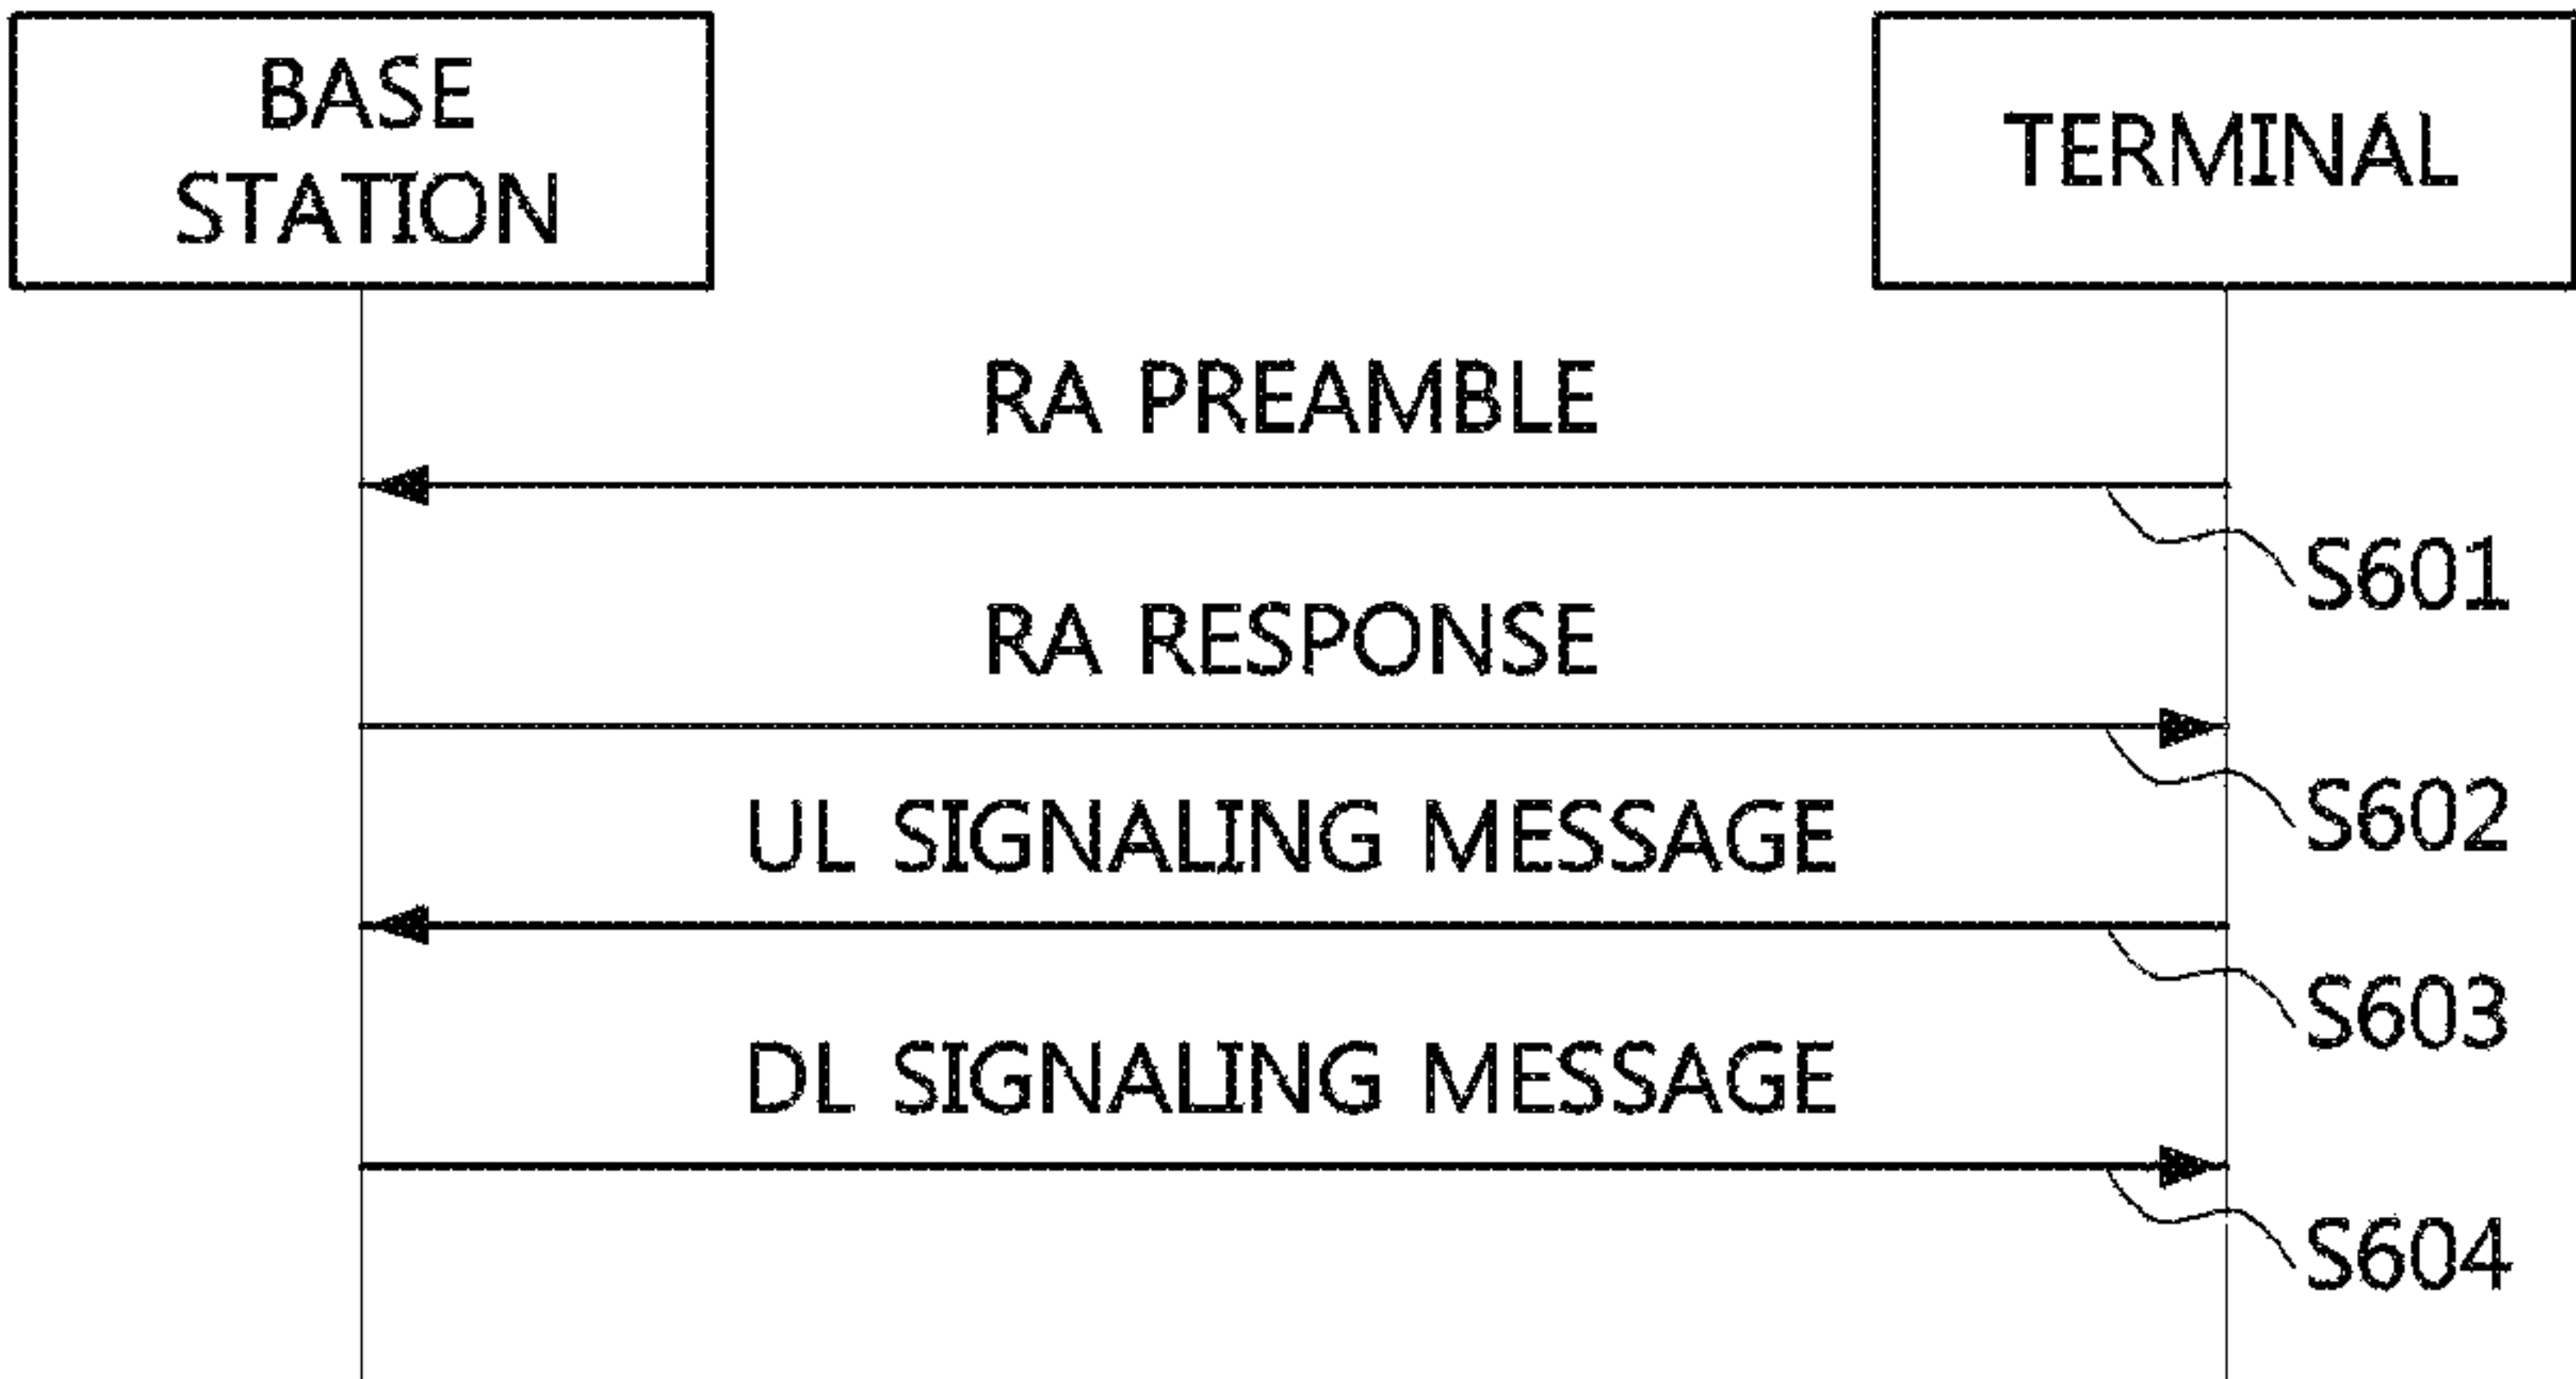 BASE
STATION
TERMINAL
RA PREAMBLE
S601
RA RESPONSE
S602
UL SIGNALING MESSAGE
S603
DL SIGNALING MESSAGE
S604